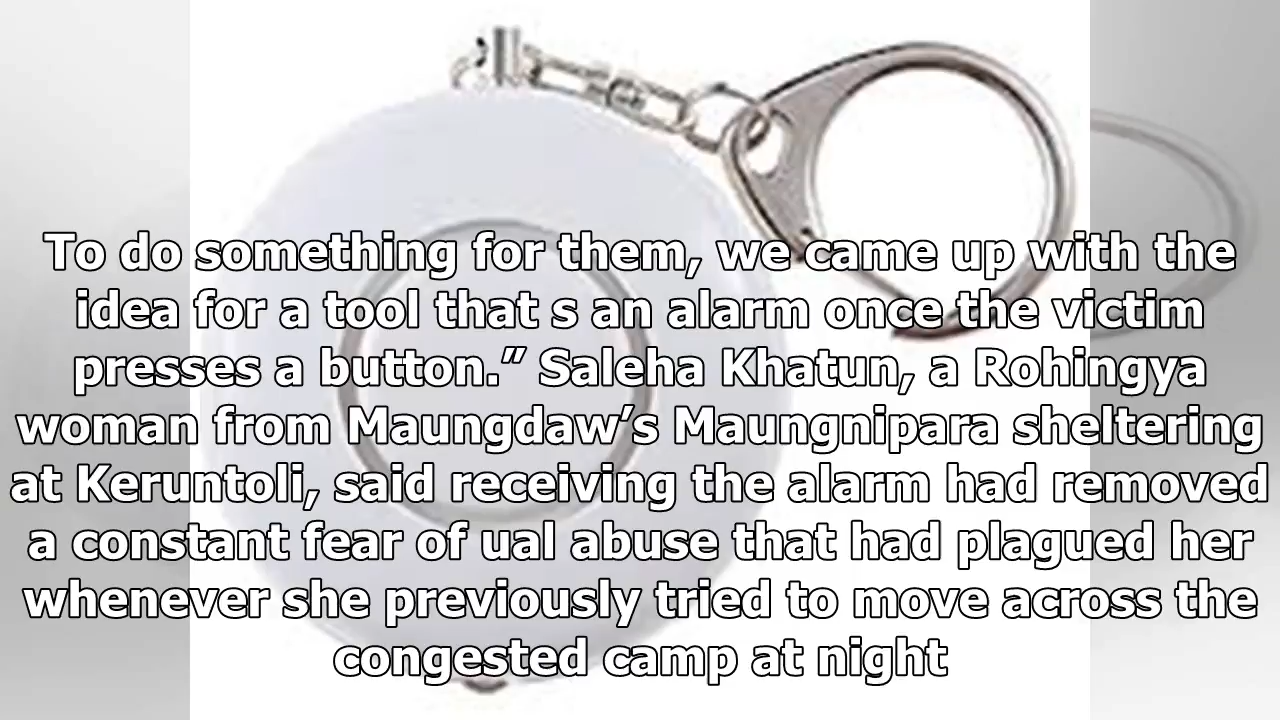 To do something for them, we came up with the
idea for a tool that s an alarm once the victim
presses a button.” Saleha Khatun, a Rohingya
woman from Maungdaw’s Maungnipara sheltering
at Keruntoli, said receiving the alarm had removed
a constant fear of ual abuse that had plagued her
whenever she previously tried to move across the
congested camp at night